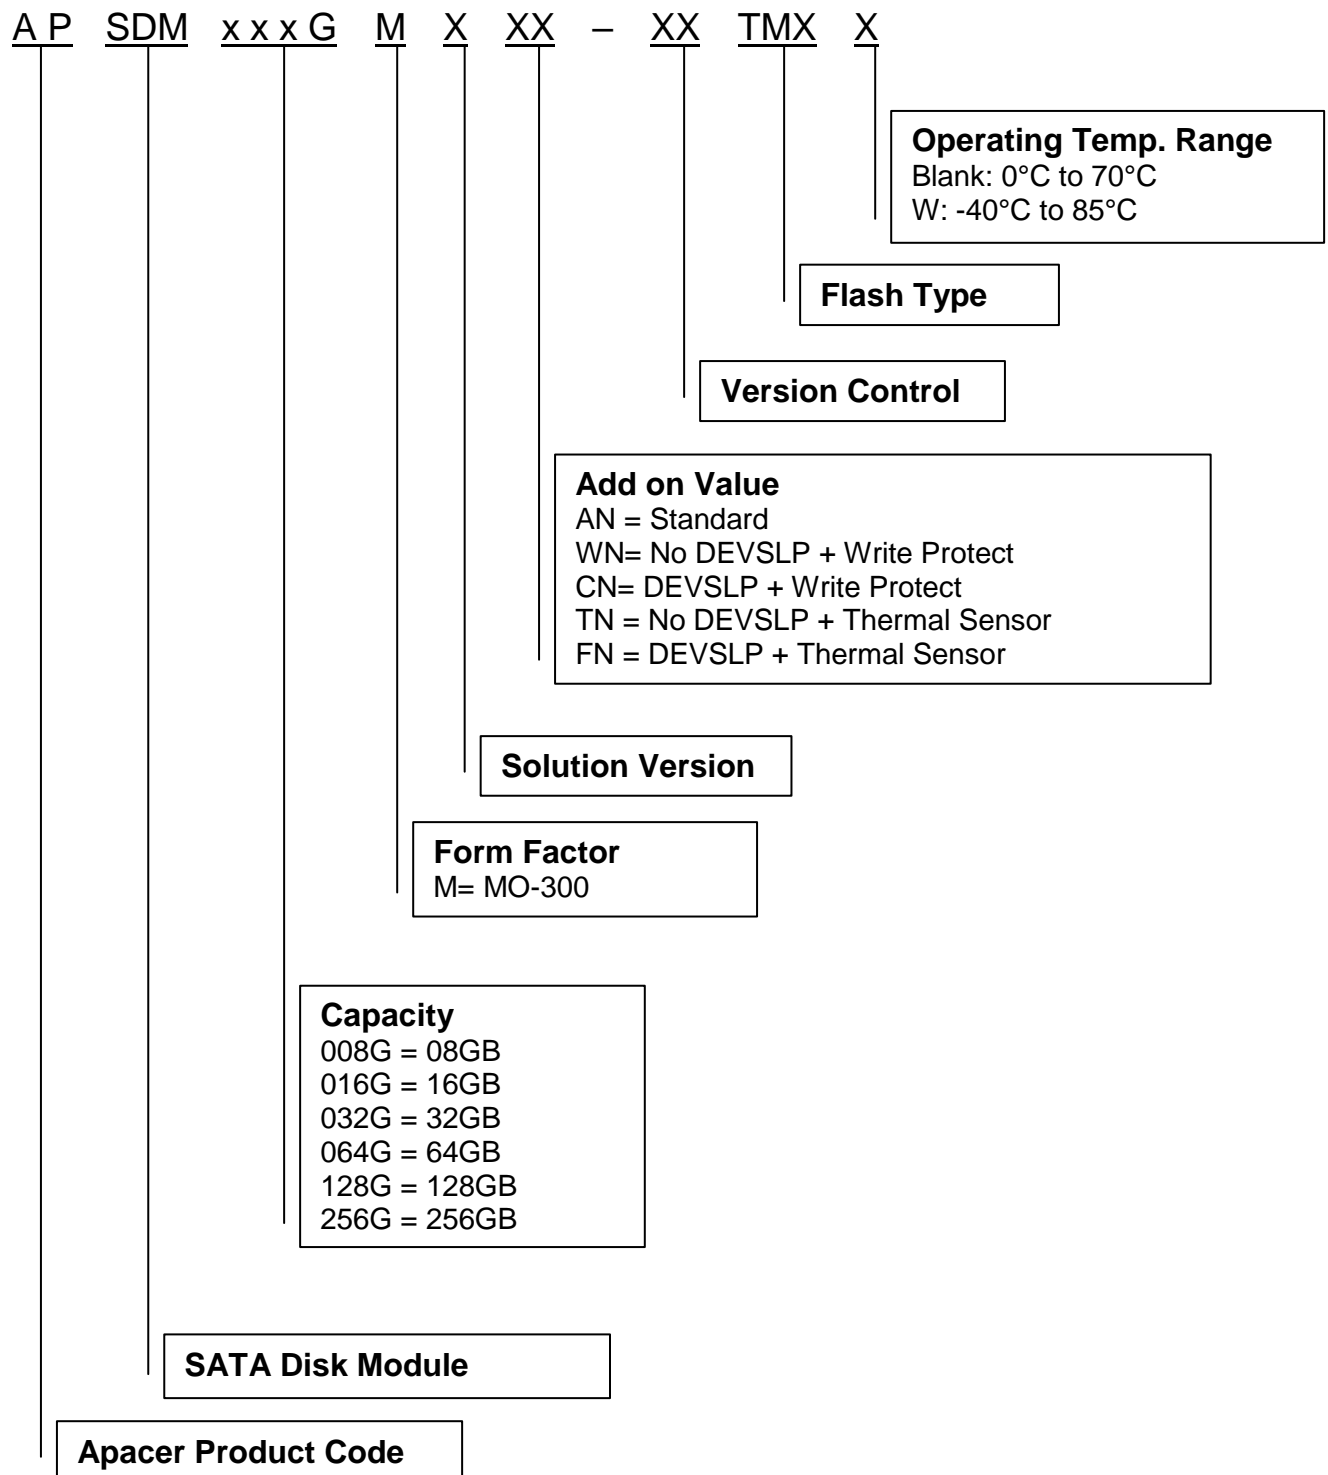 A P SDM x x x G M X XX – XX TMX X
Operating Temp. Range
Blank: 0°C to 70°C
W: -40°C to 85°C
Flash Type
Version Control
Add on Value
AN = Standard
WN= No DEVSLP + Write Protect
CN= DEVSLP + Write Protect
TN = No DEVSLP + Thermal Sensor
FN = DEVSLP + Thermal Sensor
Solution Version
Form Factor
M= MO-300
Capacity
008G = 08GB
016G = 16GB
032G = 32GB
064G = 64GB
128G = 128GB
256G = 256GB
SATA Disk Module
Apacer Product Code